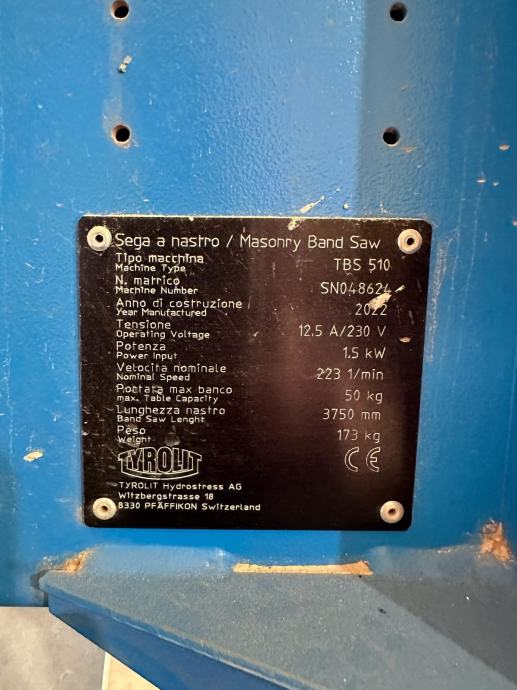 Sega a nastro / Masonry Band Saw
Tipo macchina TBS 510
Machine Type
N. matrico SN048624
Machine Number
Anno di costruzione 2022
Year Manufactured
Tensione 12,5 A/230 V
Operating Voltage
Potenza 1,5 kW
Power Input
Velocita nominale 223 1/min
Nominal Speed
Portata max banco 50 kg
max. Table Capacity
Lunghezza nastro 3750 mm
Band Saw Lenght
Peso 173 kg
Weight
TYROLIT CE
TYROLIT Hydrostress AG
Witzbergstrasse 18
8330 PFÄFFIKON Switzerland